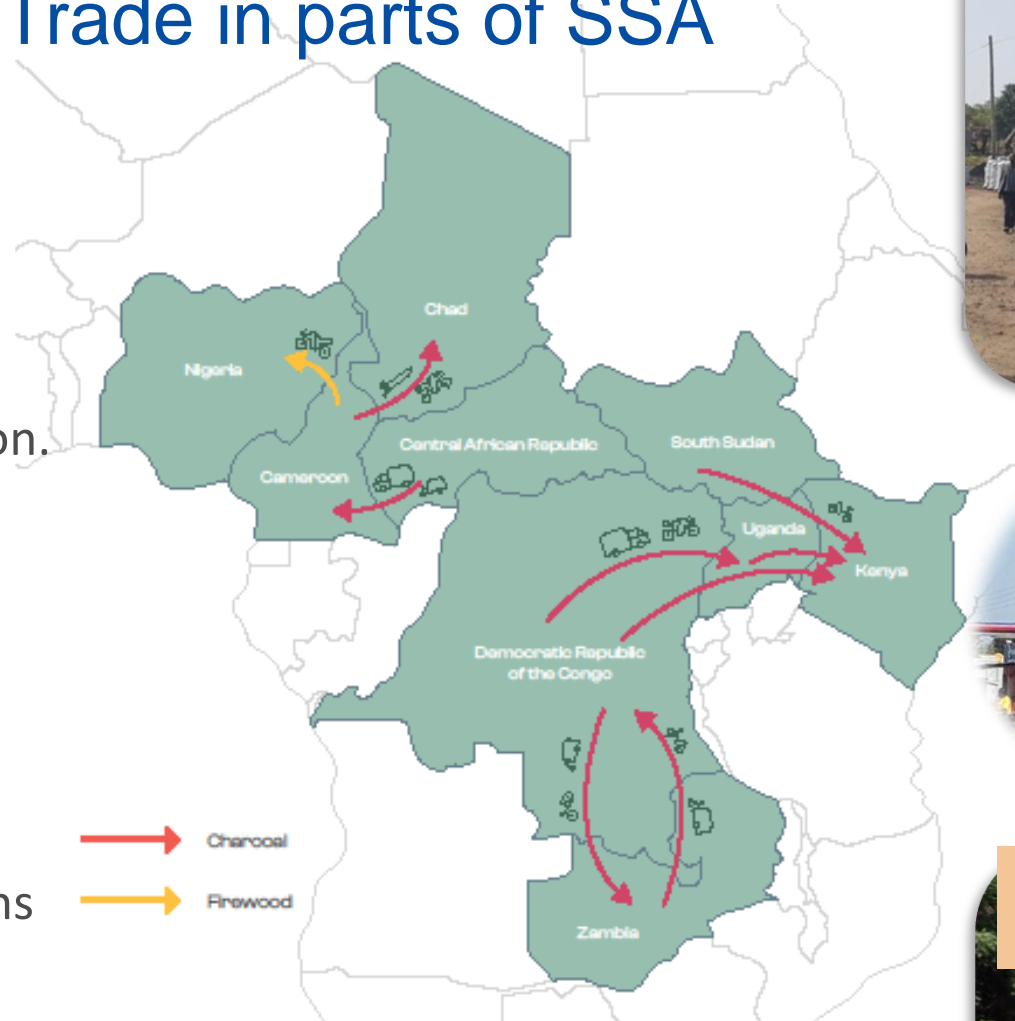 Trade in parts of SSA
Chad
Nigeria
on.
Central African Republic
South Sudan
Cameroon
Uganda
Kenya
Democratic Republic
of the Congo
Charcoal
ns
Firewood
Zambia